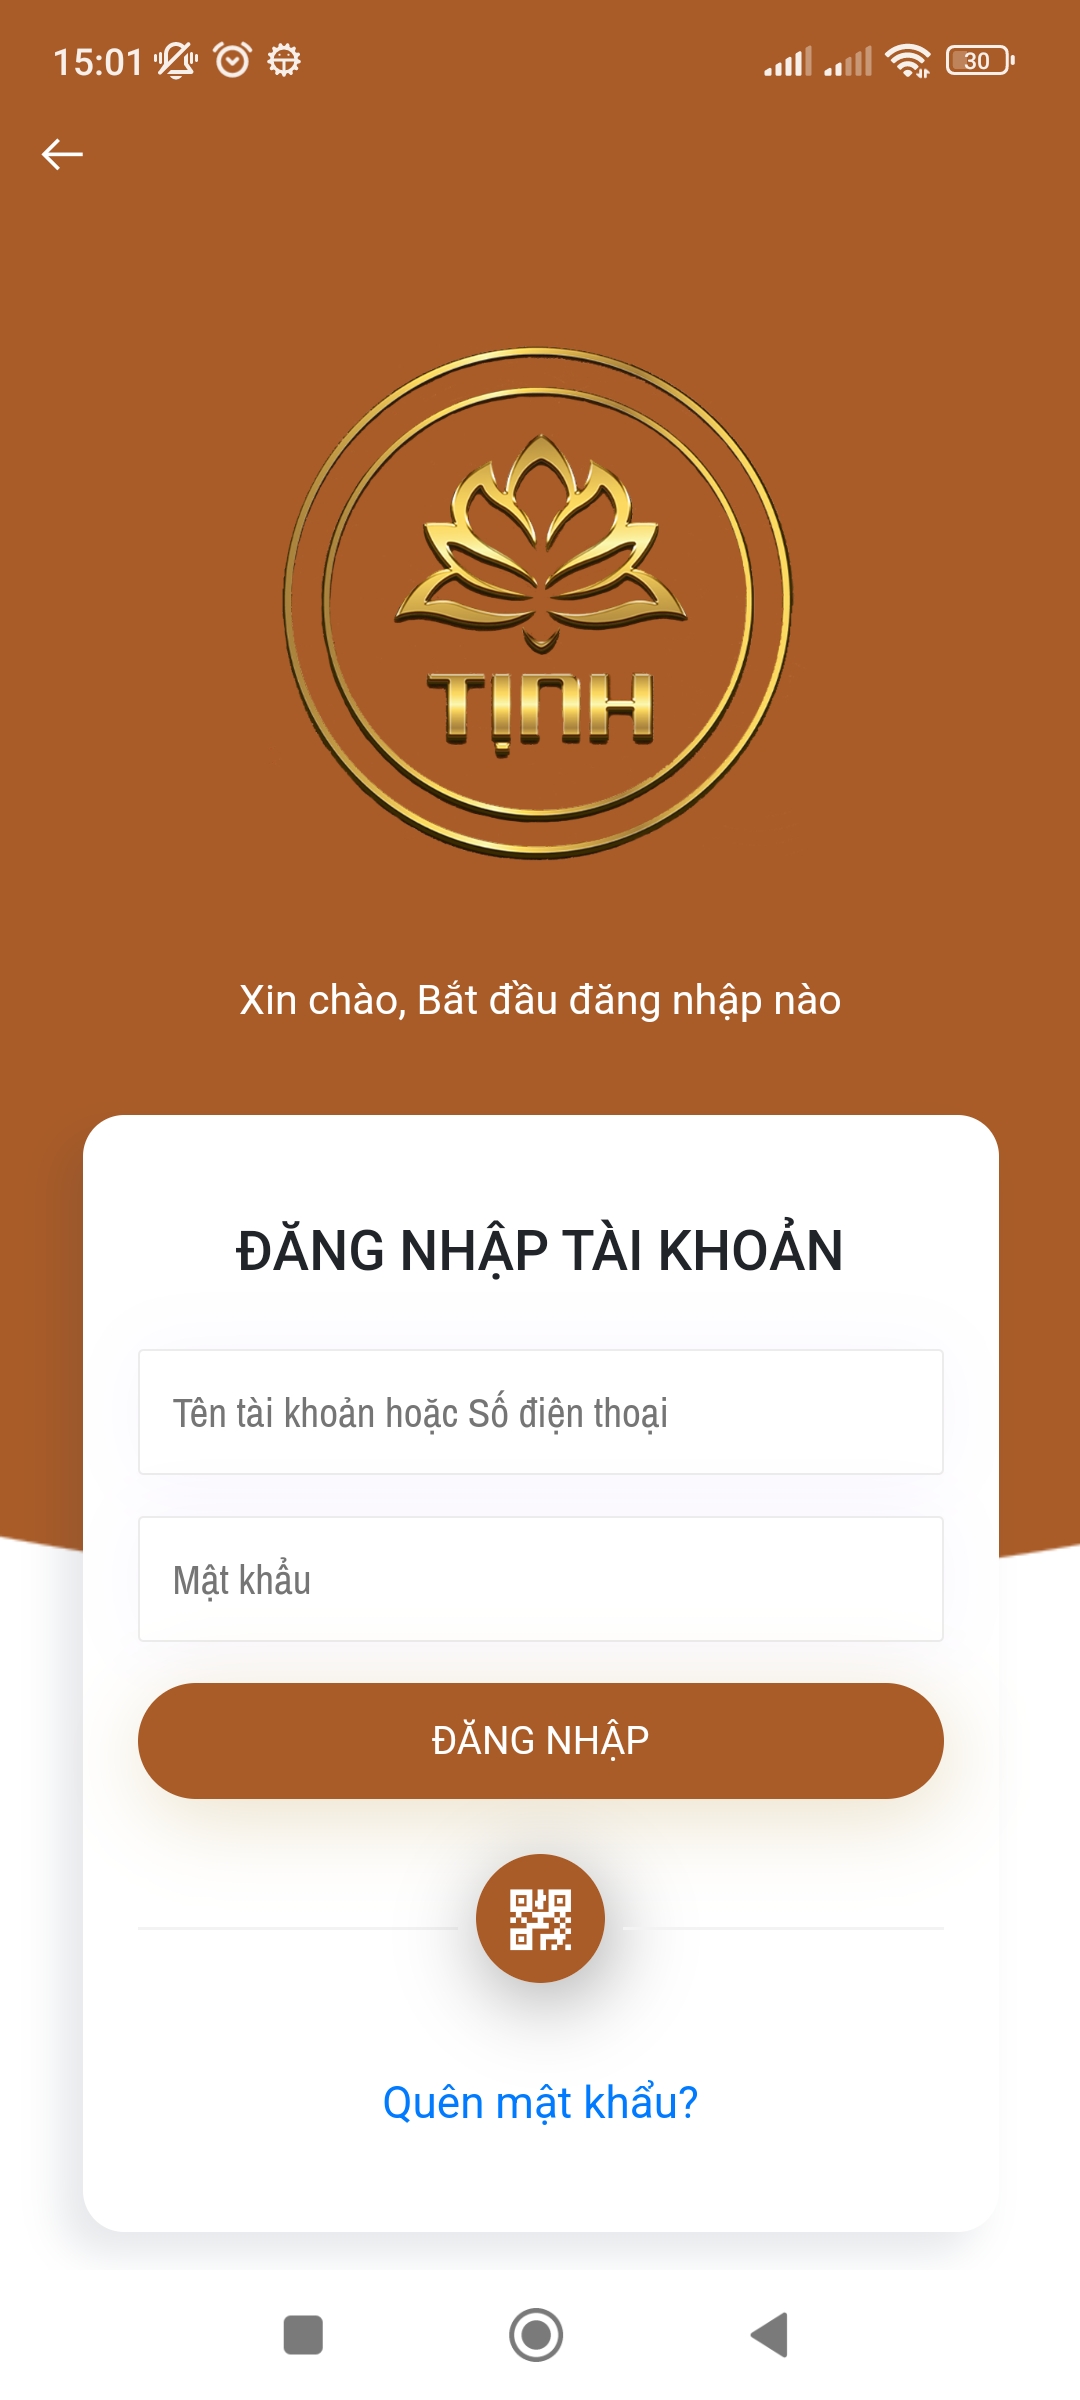 15:01
30
TỊNH
Xin chào, Bắt đầu đăng nhập nào
ĐĂNG NHẬP TÀI KHOẢN
Tên tài khoản hoặc Số điện thoại
Mật khẩu
ĐĂNG NHẬP
Quên mật khẩu?